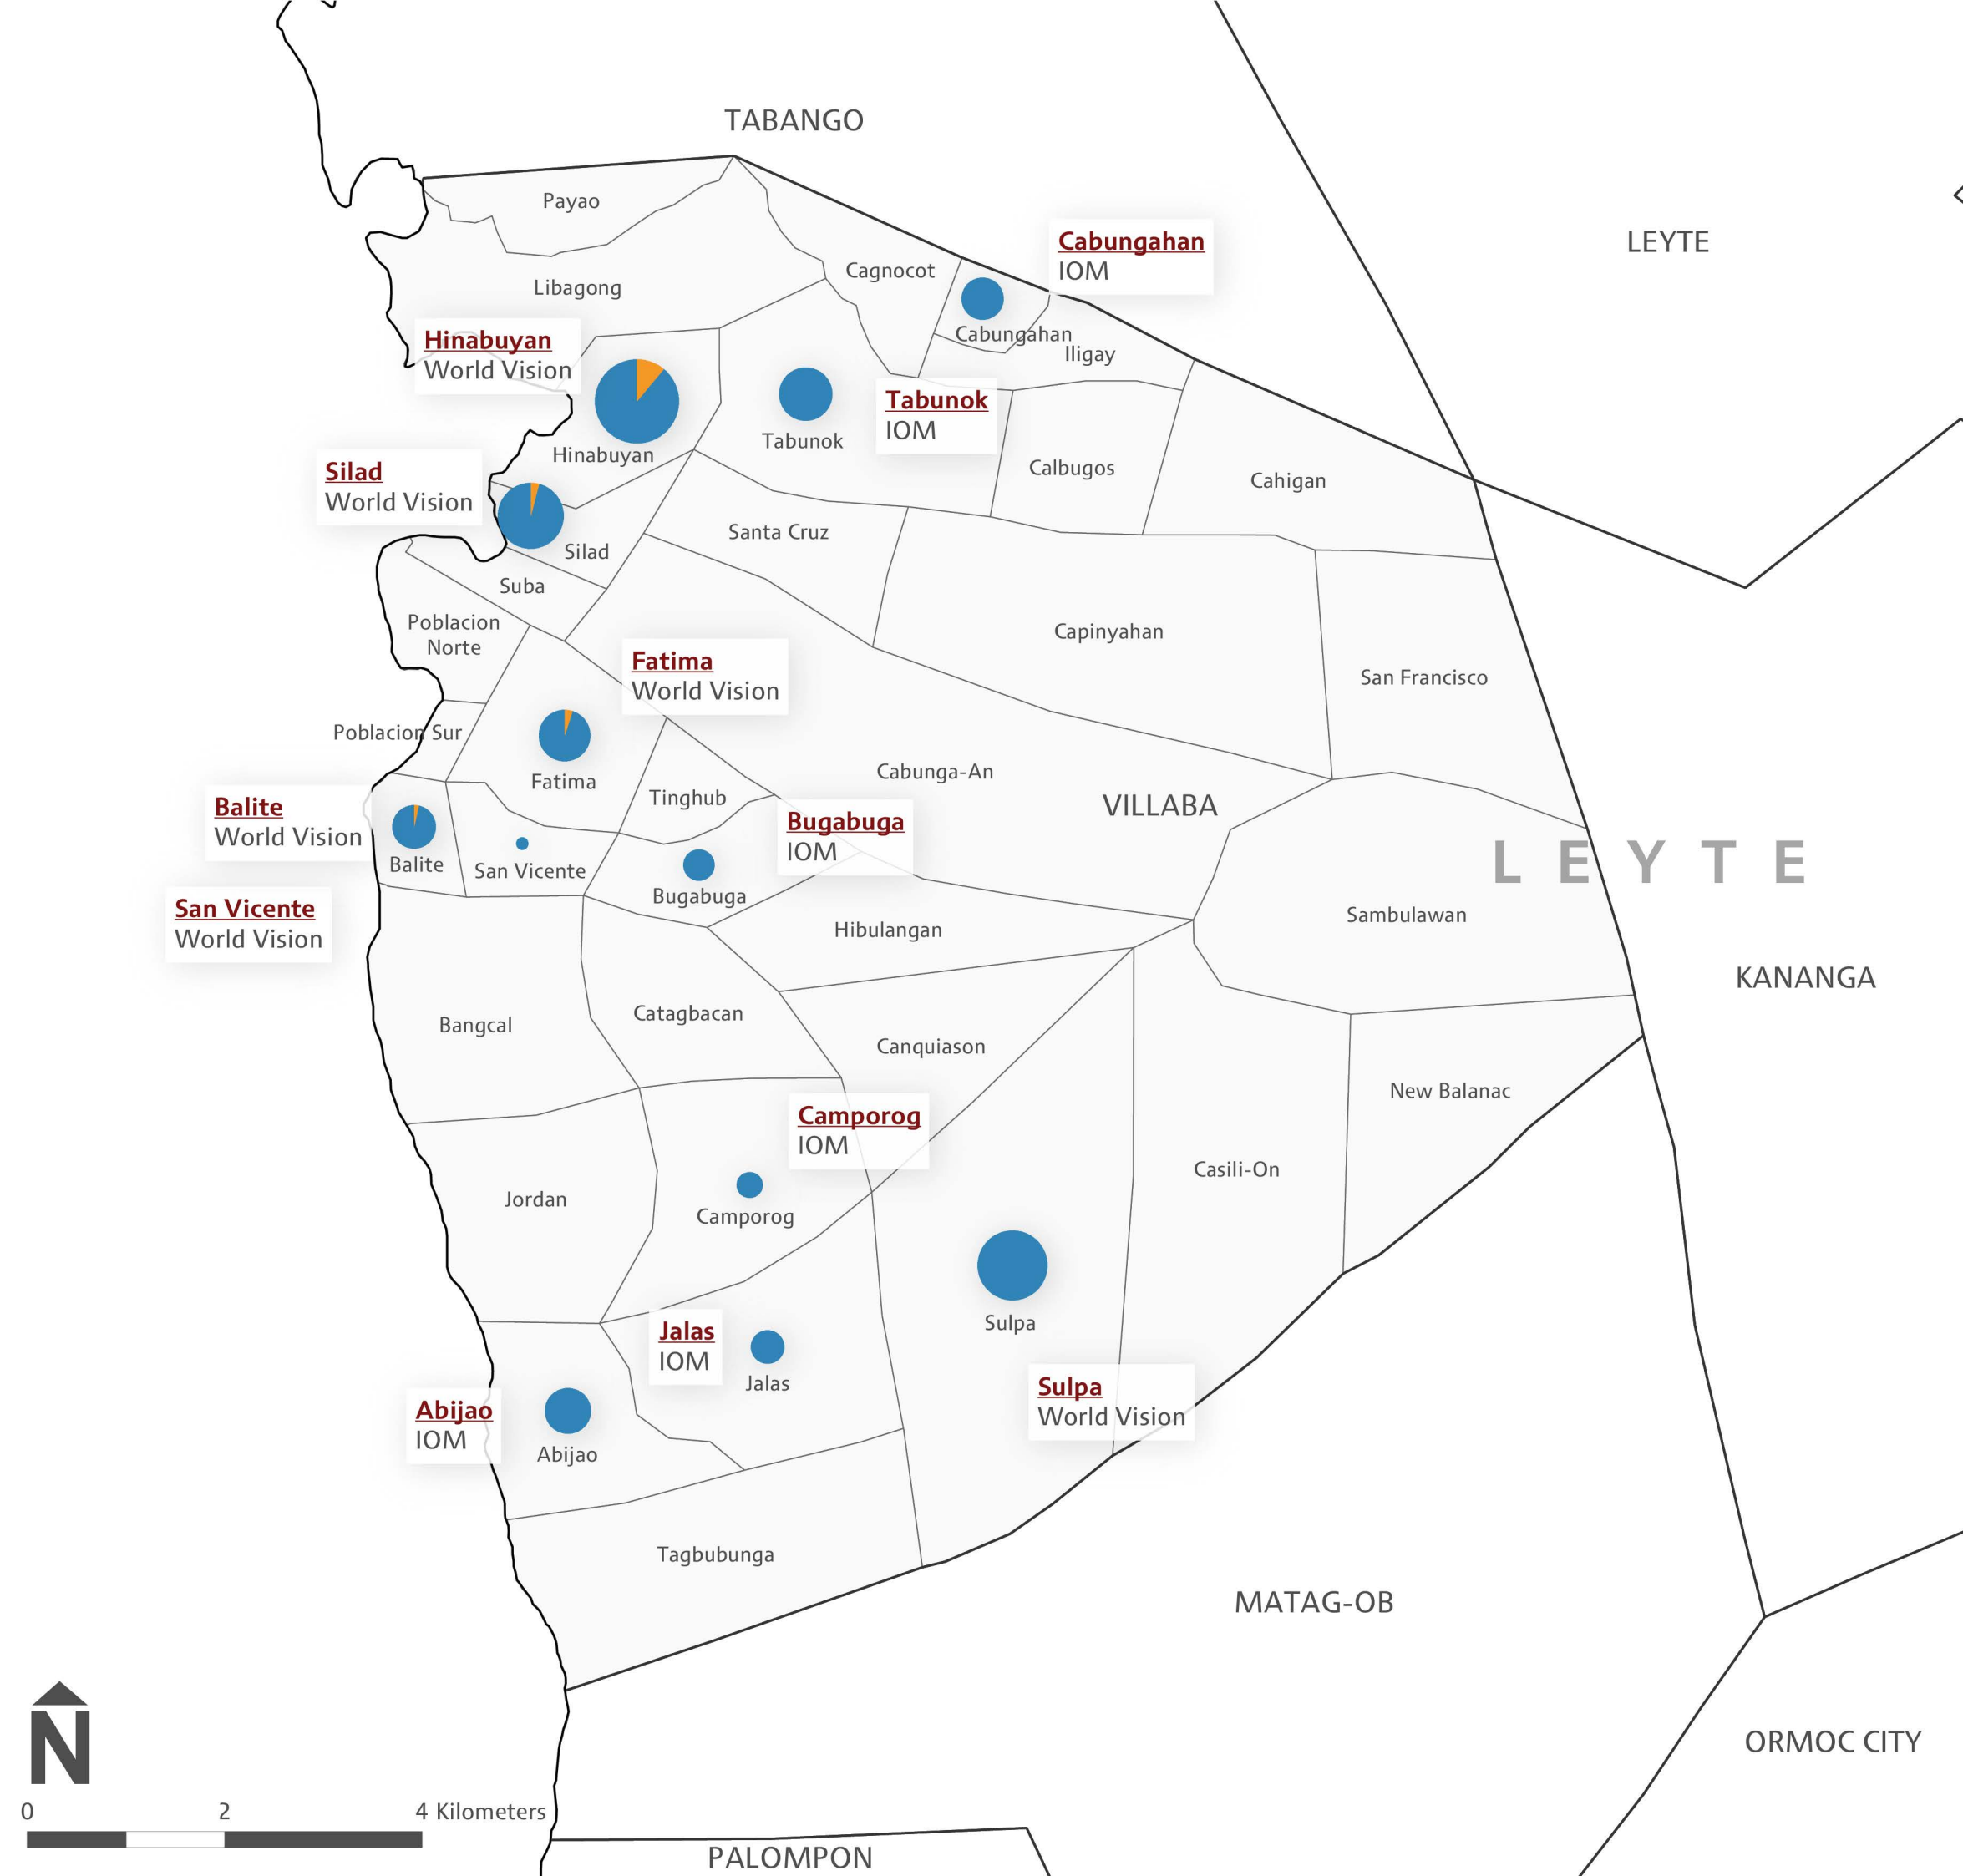 TABANGO
Payao
LEYTE
Cabungahan
IOM
Cagnocot
Libagong
Cabungahan
Iligay
Hinabuyan
World Vision
Tabunok
IOM
Tabunok
Hinabuyan
Calbugos
Cahigan
Silad
World Vision
Santa Cruz
Silad
Suba
Poblacion
Norte
Capinyahan
Fatima
World Vision
San Francisco
Poblacion Sur
Fatima
Cabunga-An
Tinghub
VILLABA
Balite
World Vision
Bugabuga
IOM
LEYTE
Balite
San Vicente
Bugabuga
San Vicente
World Vision
Sambulawan
Hibulangan
KANANGA
Catagbacan
Bangcal
Canquiason
New Balanac
Camporog
IOM
Casili-On
Jordan
Camporog
Sulpa
Jalas
IOM
Jalas
Sulpa
World Vision
Abijao
IOM
Abijao
Tagbubunga
MATAG-OB
N
ORMOC CITY
0 2 4 Kilometers
PALOMPON